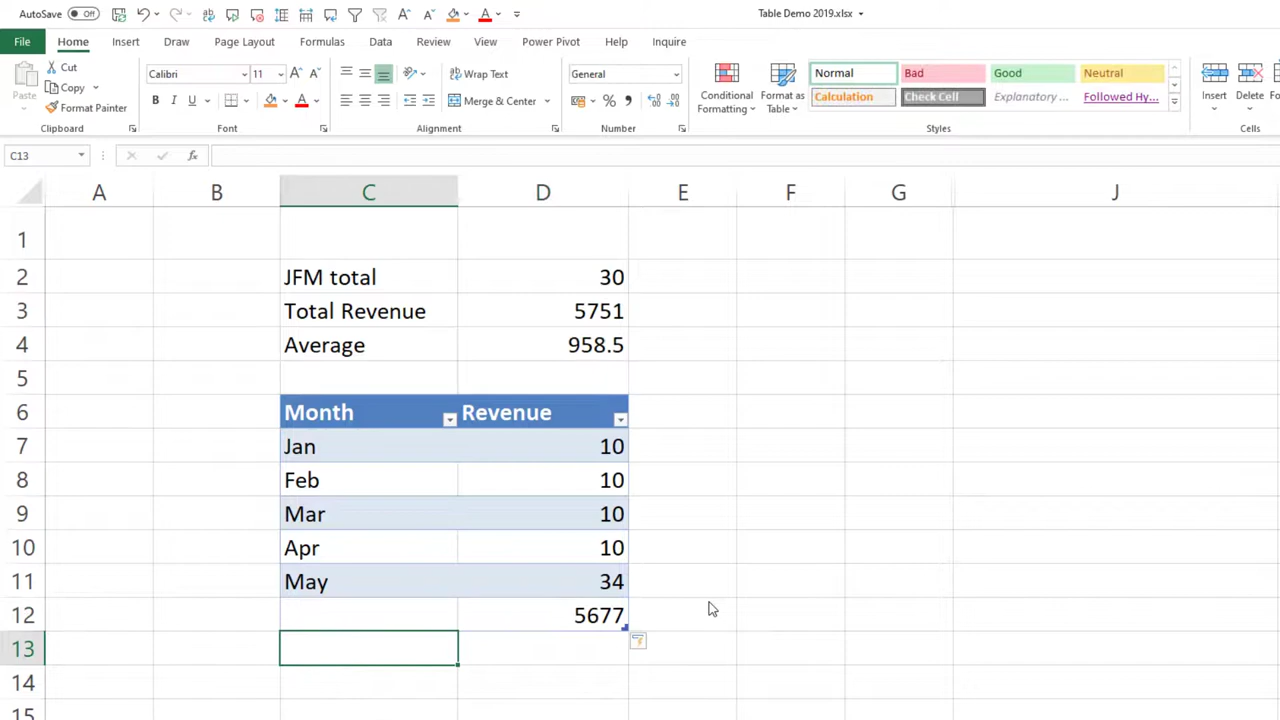 AutoSave Off Table Demo 2019.xlsx
File Home Insert Draw Page Layout Formulas Data Review View Power Pivot Help Inquire
Paste Cut Copy Format Painter
Clipboard
Calibri 11
B I U
Font
Wrap Text
Merge & Center
Alignment
General
% ,
Number
Conditional Formatting
Format as Table
Normal Bad Good Neutral
Calculation Check Cell Explanatory ... Followed Hy...
Styles
Insert Delete Fo
Cells
C13 fx
A B C D E F G J
1
2 JFM total 30
3 Total Revenue 5751
4 Average 958.5
5
6 Month Revenue
7 Jan 10
8 Feb 10
9 Mar 10
10 Apr 10
11 May 34
12 5677
13
14
15